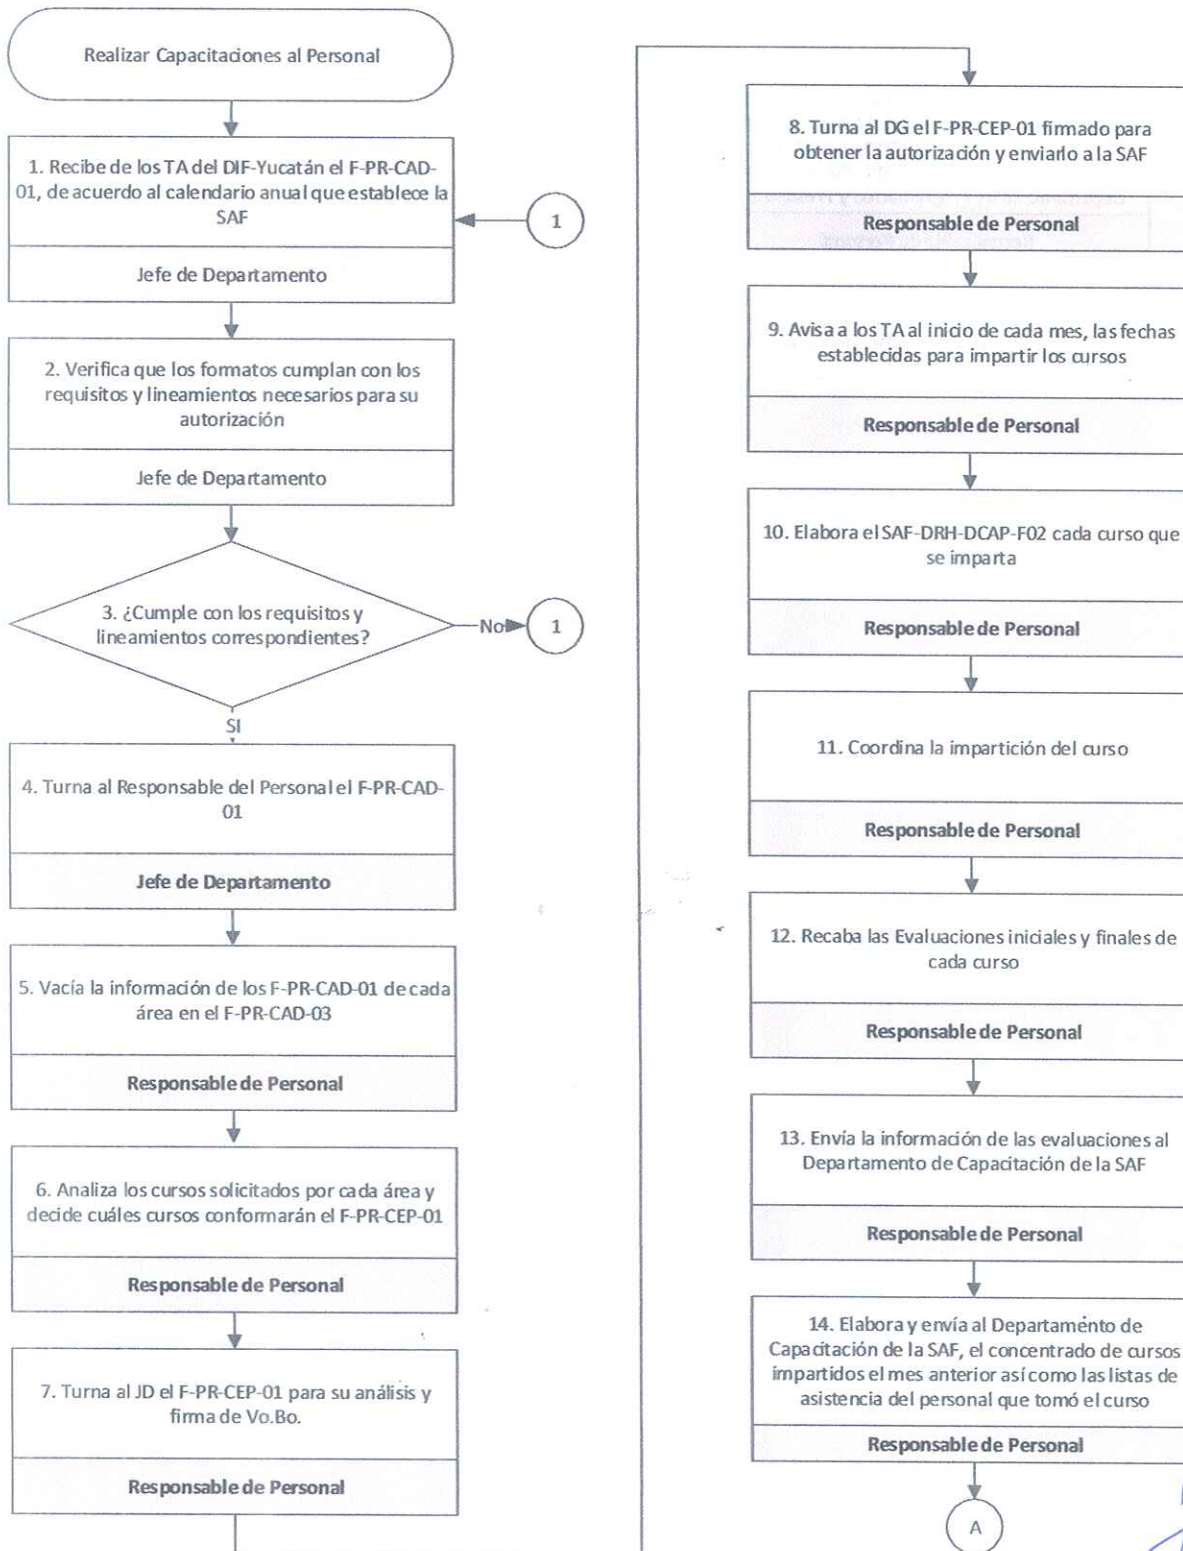 Realizar Capacitaciones al Personal
1. Recibe de los TA del DIF-Yucatán el F-PR-CAD-
01, de acuerdo al calendario anual que establece la
SAF
Jefe de Departamento
1
2. Verifica que los formatos cumplan con los
requisitos y lineamientos necesarios para su
autorización
Jefe de Departamento
3. ¿Cumple con los requisitos y
lineamientos correspondientes?
No
1
SI
4. Turna al Responsable del Personal el F-PR-CAD-
01
Jefe de Departamento
5. Vacía la información de los F-PR-CAD-01 de cada
área en el F-PR-CAD-03
Responsable de Personal
6. Analiza los cursos solicitados por cada área y
decide cuáles cursos conformarán el F-PR-CEP-01
Responsable de Personal
7. Turna al JD el F-PR-CEP-01 para su análisis y
firma de Vo.Bo.
Responsable de Personal
8. Turna al DG el F-PR-CEP-01 firmado para
obtener la autorización y enviarlo a la SAF
Responsable de Personal
9. Avisa a los TA al inicio de cada mes, las fechas
establecidas para impartir los cursos
Responsable de Personal
10. Elabora el SAF-DRH-DCAP-F02 cada curso que
se imparta
Responsable de Personal
11. Coordina la impartición del curso
Responsable de Personal
12. Recaba las Evaluaciones iniciales y finales de
cada curso
Responsable de Personal
13. Envía la información de las evaluaciones al
Departamento de Capacitación de la SAF
Responsable de Personal
14. Elabora y envía al Departamento de
Capacitación de la SAF, el concentrado de cursos
impartidos el mes anterior así como las listas de
asistencia del personal que tomó el curso
Responsable de Personal
A